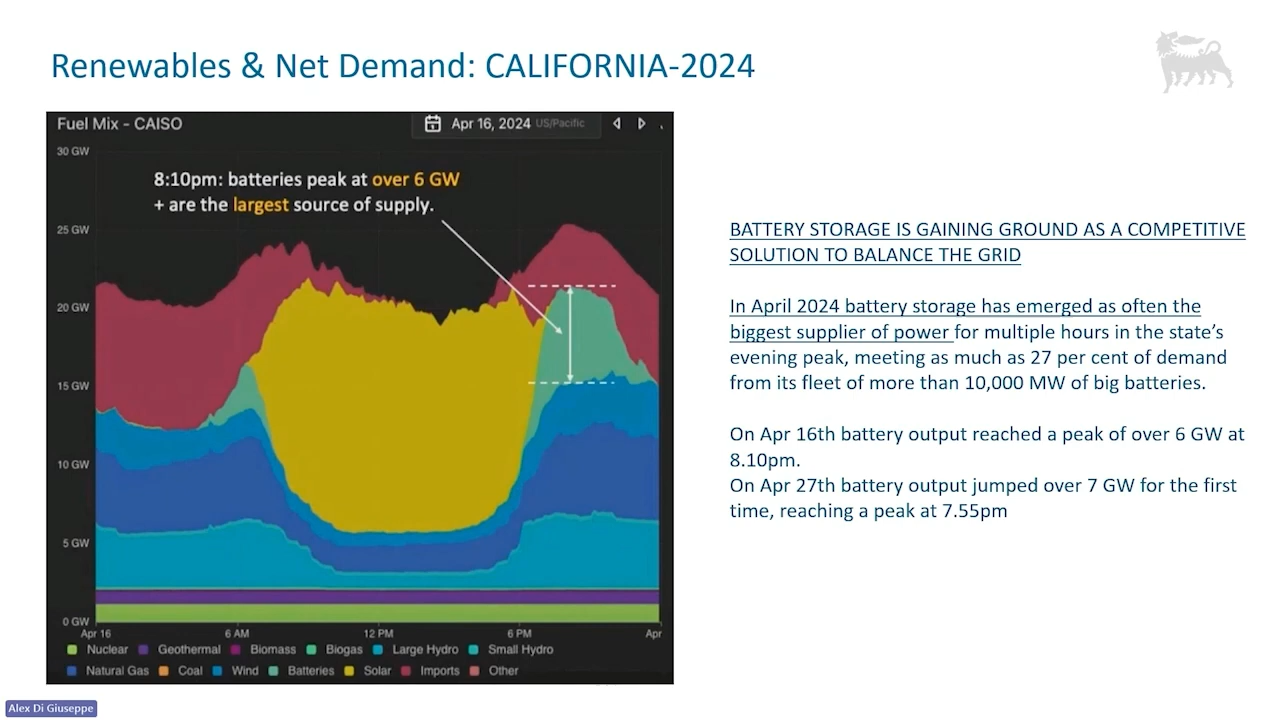 Renewables & Net Demand: CALIFORNIA-2024
Fuel Mix - CAISO
Apr 16, 2024 US/Pacific
30 GW
8:10pm: batteries peak at over 6 GW
+ are the largest source of supply.
25 GW
20 GW
15 GW
10 GW
5 GW
0 GW
Apr 16
6 AM
12 PM
6 PM
Apr
Nuclear
Geothermal
Biomass
Biogas
Large Hydro
Small Hydro
Natural Gas
Coal
Wind
Batteries
Solar
Imports
Other
BATTERY STORAGE IS GAINING GROUND AS A COMPETITIVE
SOLUTION TO BALANCE THE GRID
In April 2024 battery storage has emerged as often the
biggest supplier of power for multiple hours in the state's
evening peak, meeting as much as 27 per cent of demand
from its fleet of more than 10,000 MW of big batteries.
On Apr 16th battery output reached a peak of over 6 GW at
8.10pm.
On Apr 27th battery output jumped over 7 GW for the first
time, reaching a peak at 7.55pm
Alex Di Giuseppe